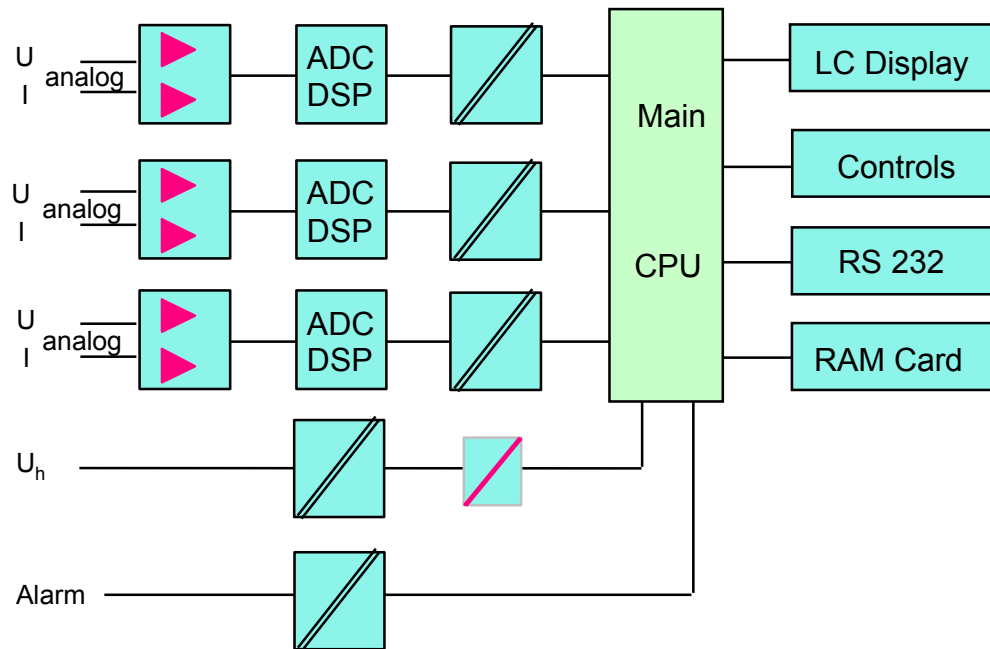 U
analog
I
ADC
DSP
U
analog
I
ADC
DSP
U
analog
I
ADC
DSP
Main
CPU
LC Display
Controls
RS 232
RAM Card
Uₕ
Alarm